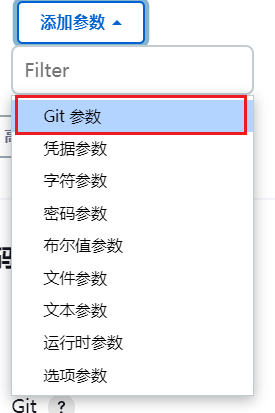 添加参数
Filter
Git 参数
凭据参数
字符参数
密码参数
布尔值参数
文件参数
文本参数
运行时参数
选项参数
Git ?